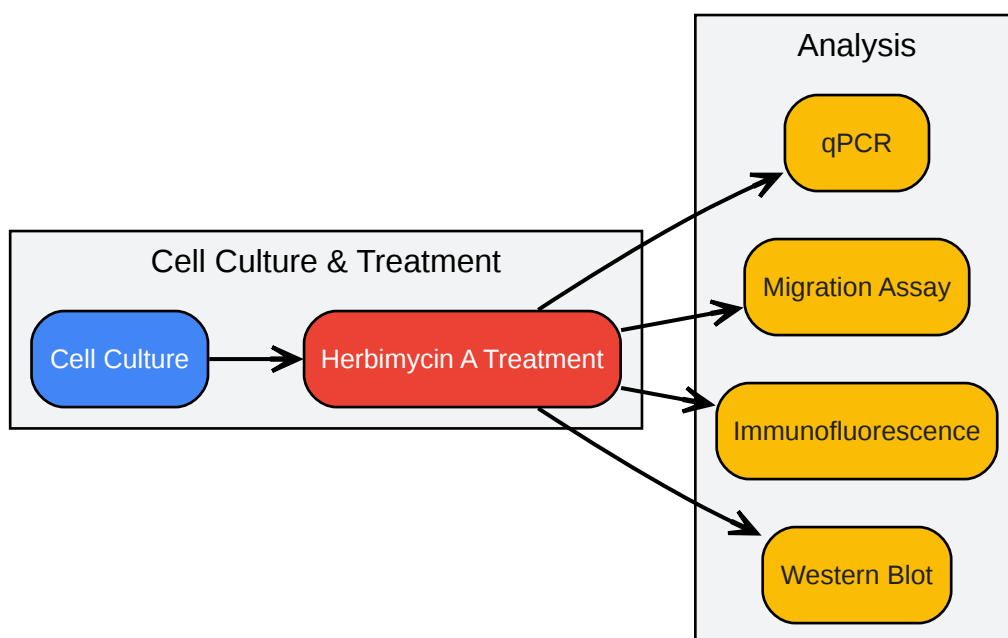 Cell Culture & Treatment
Cell Culture
Herbimycin A Treatment
Analysis
qPCR
Migration Assay
Immunofluorescence
Western Blot